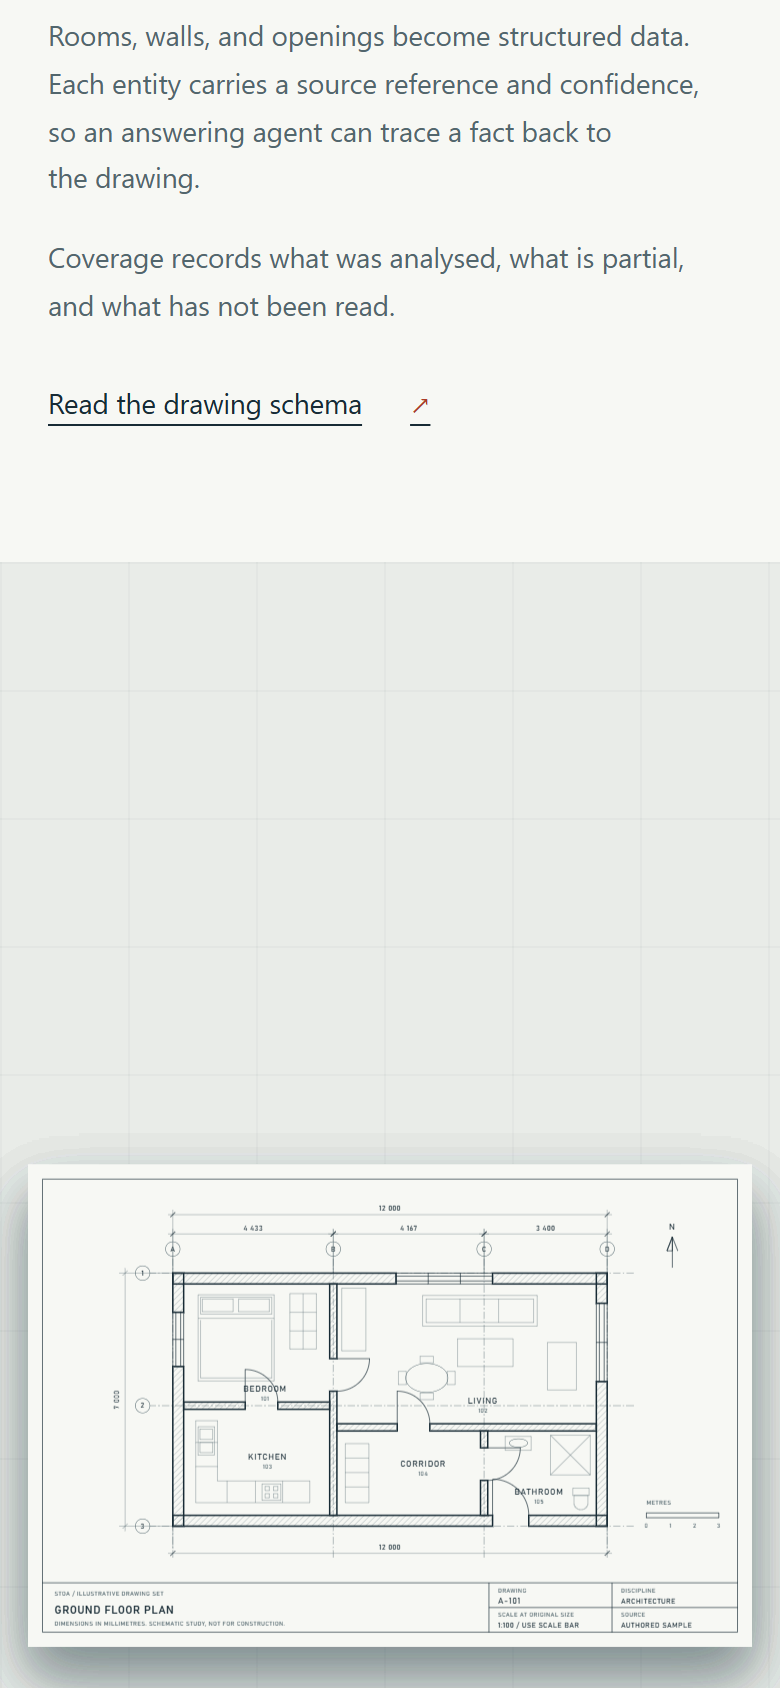 Rooms, walls, and openings become structured data.
Each entity carries a source reference and confidence,
so an answering agent can trace a fact back to
the drawing.
Coverage records what was analysed, what is partial,
and what has not been read.
Read the drawing schema ↗
12 000
4 433
4 167
3 400
N
A
B
C
D
1
BEDROOM
101
7 000
2
LIVING
102
KITCHEN
103
CORRIDOR
104
BATHROOM
105
METRES
0 1 2 3
3
12 000
STOA / ILLUSTRATIVE DRAWING SET
GROUND FLOOR PLAN
DIMENSIONS IN MILLIMETRES. SCHEMATIC STUDY, NOT FOR CONSTRUCTION.
DRAWING
A-101
DISCIPLINE
ARCHITECTURE
SCALE AT ORIGINAL SIZE
1:100 / USE SCALE BAR
SOURCE
AUTHORED SAMPLE